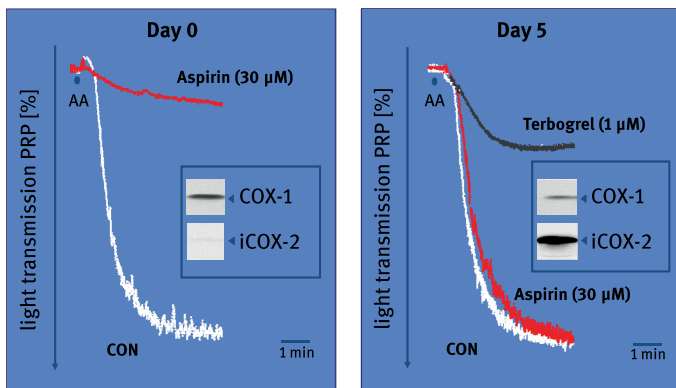 Day 0
light transmission PRP [%]
AA
Aspirin (30 µM)
COX-1
iCOX-2
CON
1 min
Day 5
light transmission PRP [%]
AA
Terbogrel (1 µM)
COX-1
iCOX-2
Aspirin (30 µM)
CON
1 min